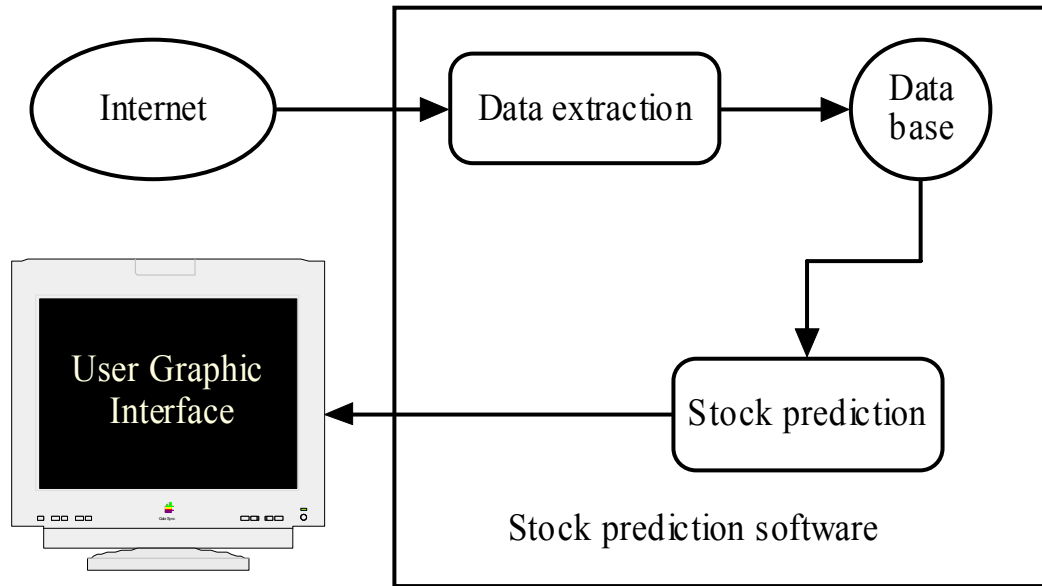 Internet
Data extraction
Data
base
User Graphic
Interface
Stock prediction
Stock prediction software